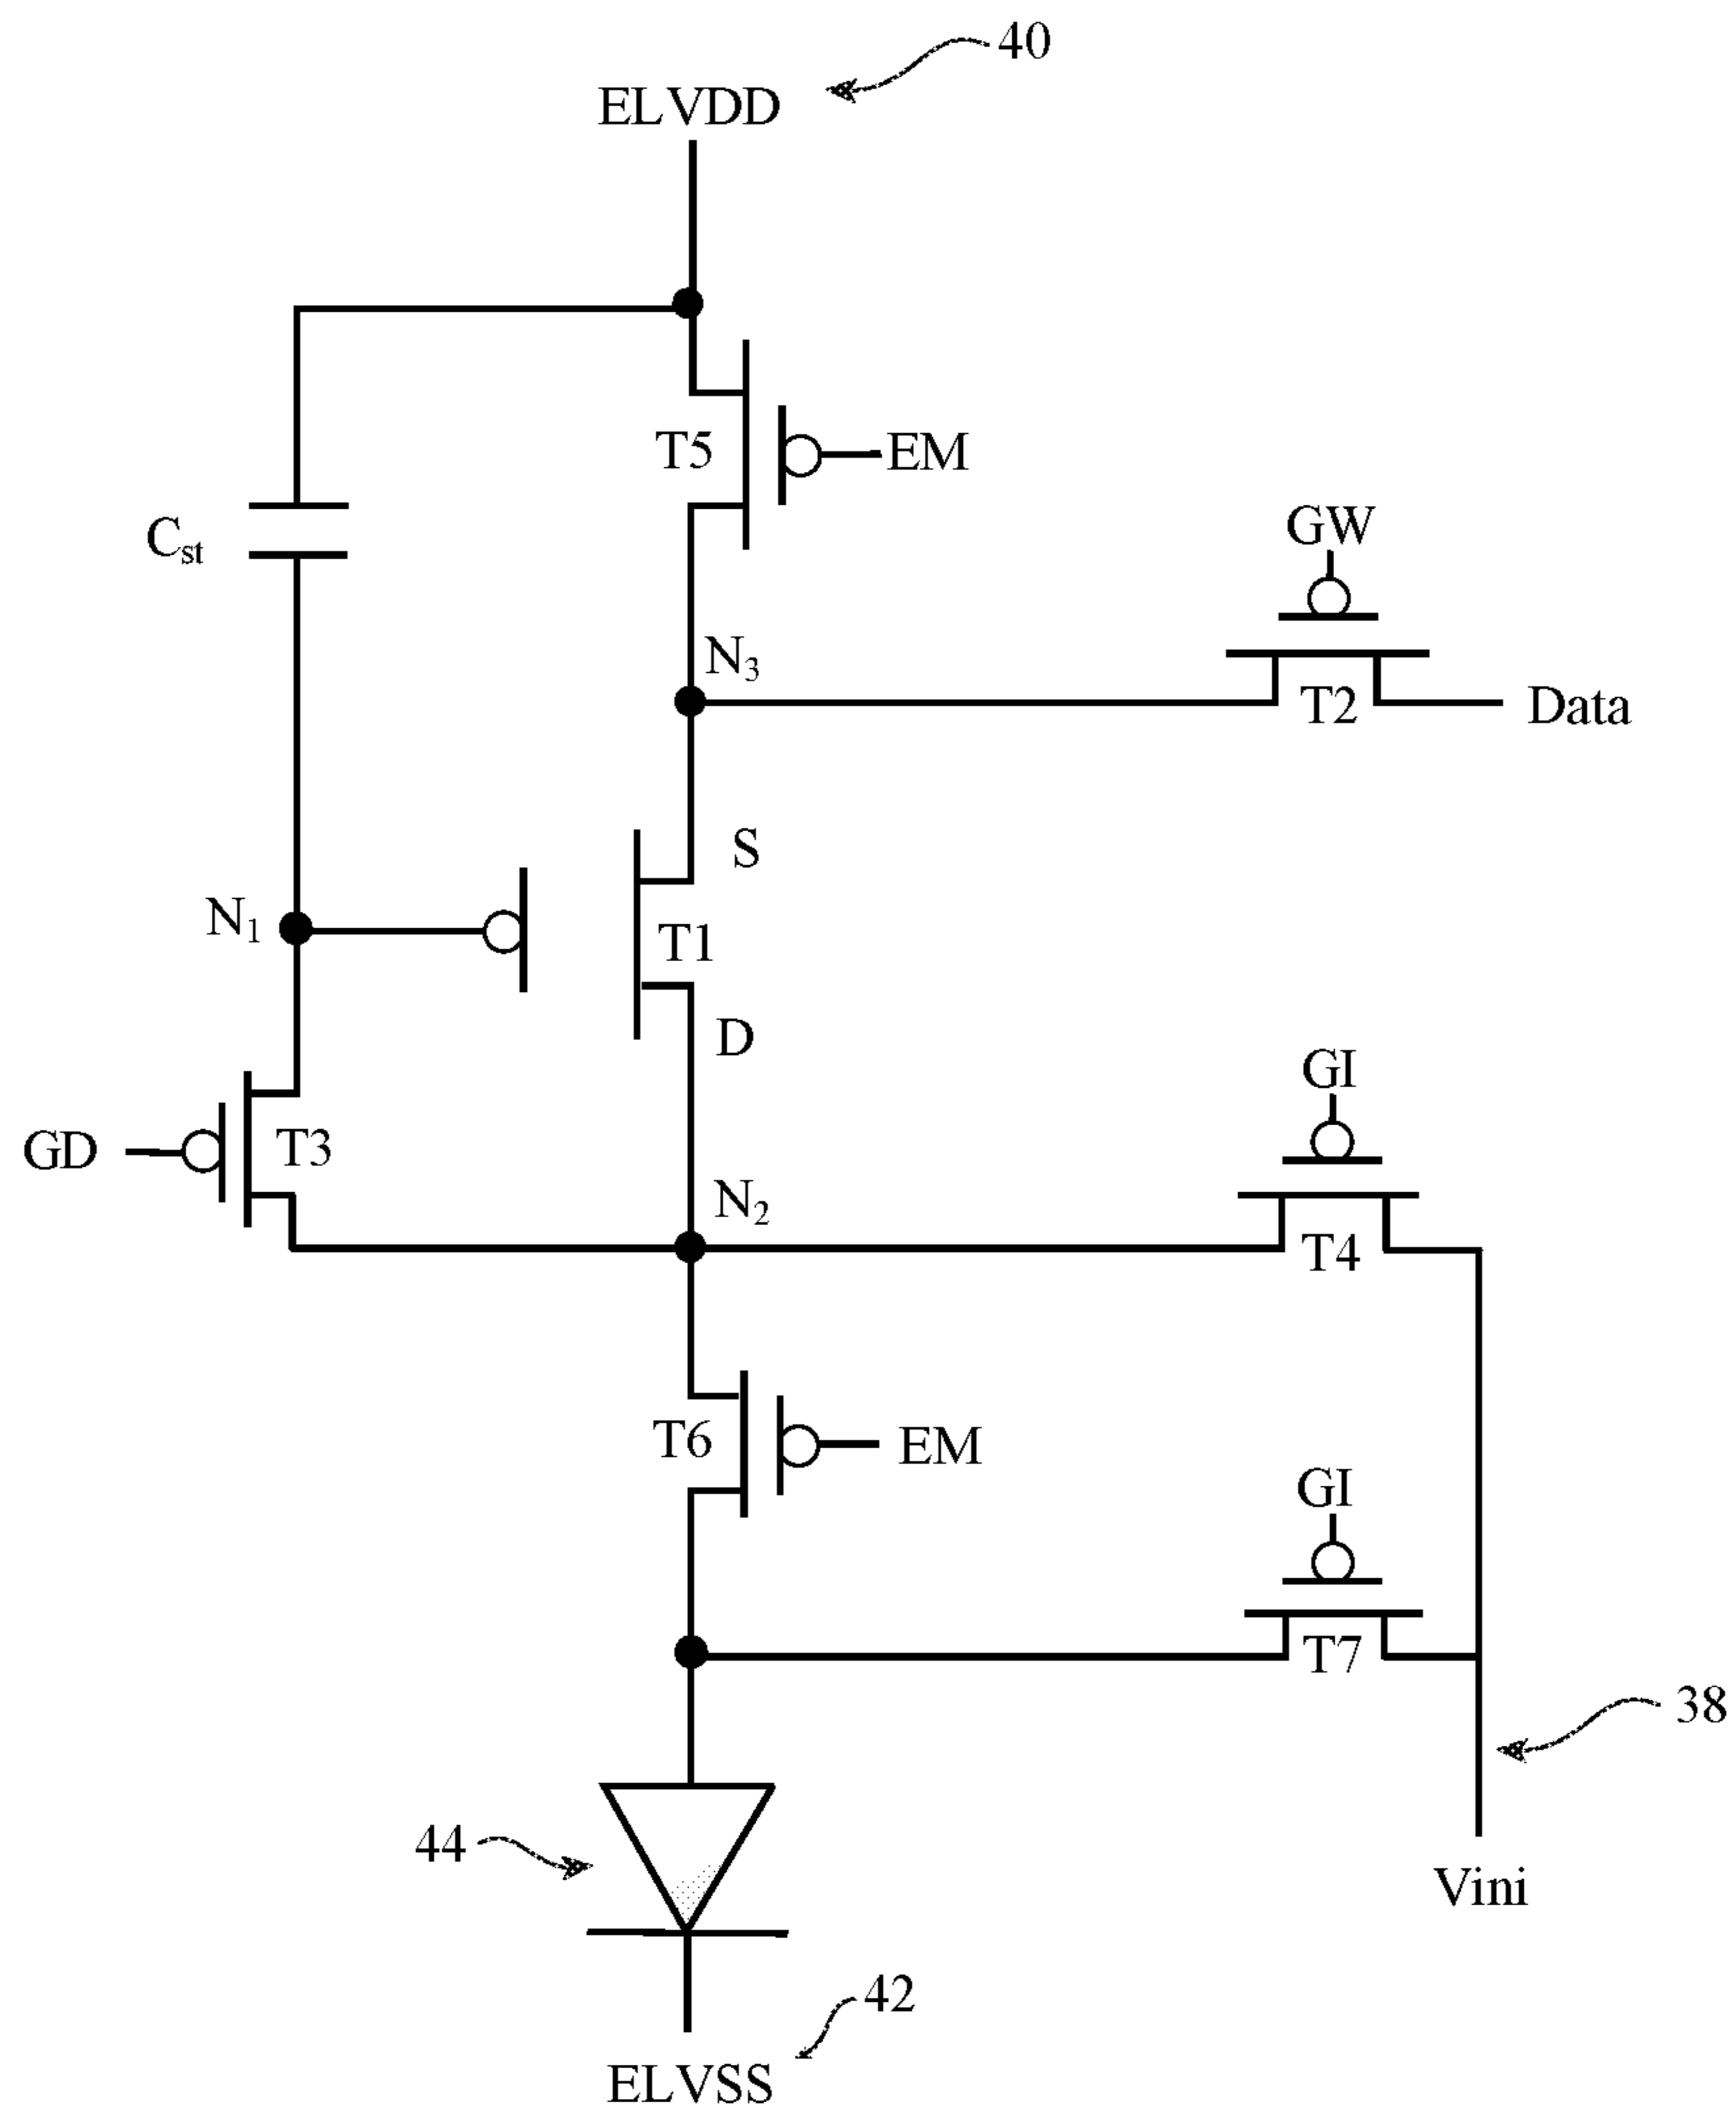 40
ELVDD
T5
EM
GW
Cst
N3
T2
Data
S
N1
T1
D
GI
GD
T3
N2
T4
T6
EM
GI
T7
38
44
Vini
42
ELVSS